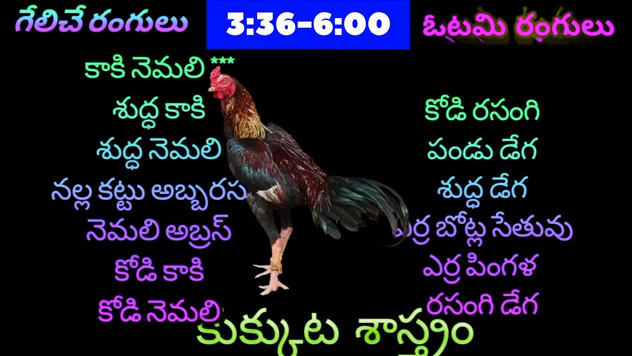 గేలిచే రంగులు
3:36-6:00
ఓటమి రంగులు
కాకి నెమలి ***
శుద్ధ కాకి
శుద్ధ నెమలి
నల్ల కట్టు అబ్బరస
నెమలి అబ్రస్
కోడి కాకి
కోడి నెమలి
కోడి రసంగి
పండు డేగ
శుద్ధ డేగ
ఎర్ర బోట్ల సేతువు
ఎర్ర పింగళ
రసంగి డేగ
కుక్కుట శాస్త్రం